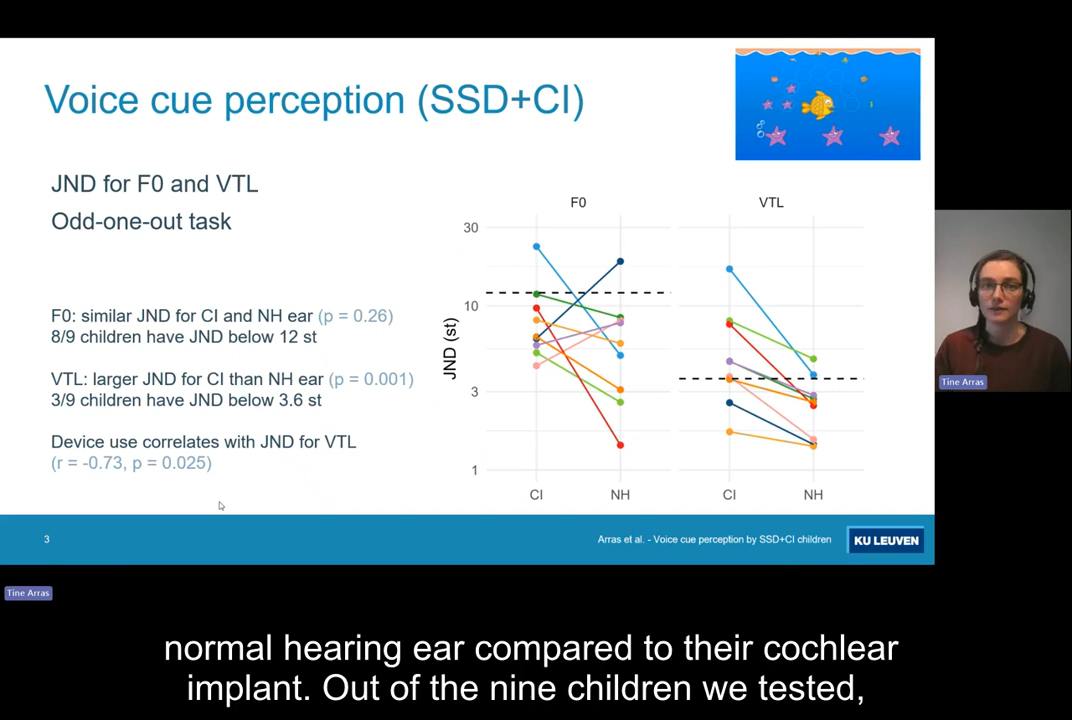 Voice cue perception (SSD+CI)
JND for F0 and VTL
Odd-one-out task
F0: similar JND for CI and NH ear (p = 0.26)
8/9 children have JND below 12 st
VTL: larger JND for CI than NH ear (p = 0.001)
3/9 children have JND below 3.6 st
Device use correlates with JND for VTL
(r = -0.73, p = 0.025)
F0
VTL
JND (st)
30
10
3
1
CI
NH
CI
NH
3
Arras et al. - Voice cue perception by SSD+CI children
KU LEUVEN
Tine Arras
Tine Arras
normal hearing ear compared to their cochlear
implant. Out of the nine children we tested,